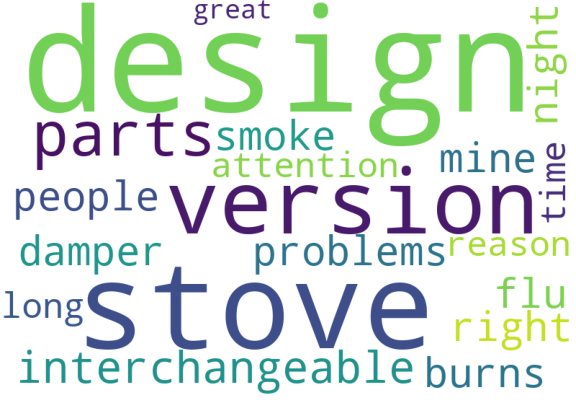 great
design
night
parts
smoke
attention
mine
time
people
version
damper
problems
reason
long
stove
flu
right
interchangeable
burns